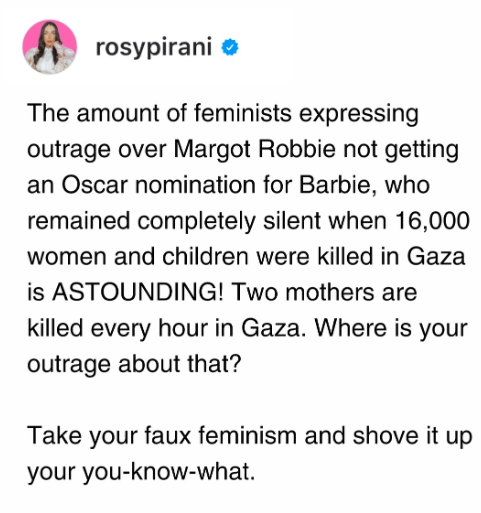 rosypirani
The amount of feminists expressing
outrage over Margot Robbie not getting
an Oscar nomination for Barbie, who
remained completely silent when 16,000
women and children were killed in Gaza
is ASTOUNDING! Two mothers are
killed every hour in Gaza. Where is your
outrage about that?
Take your faux feminism and shove it up
your you-know-what.